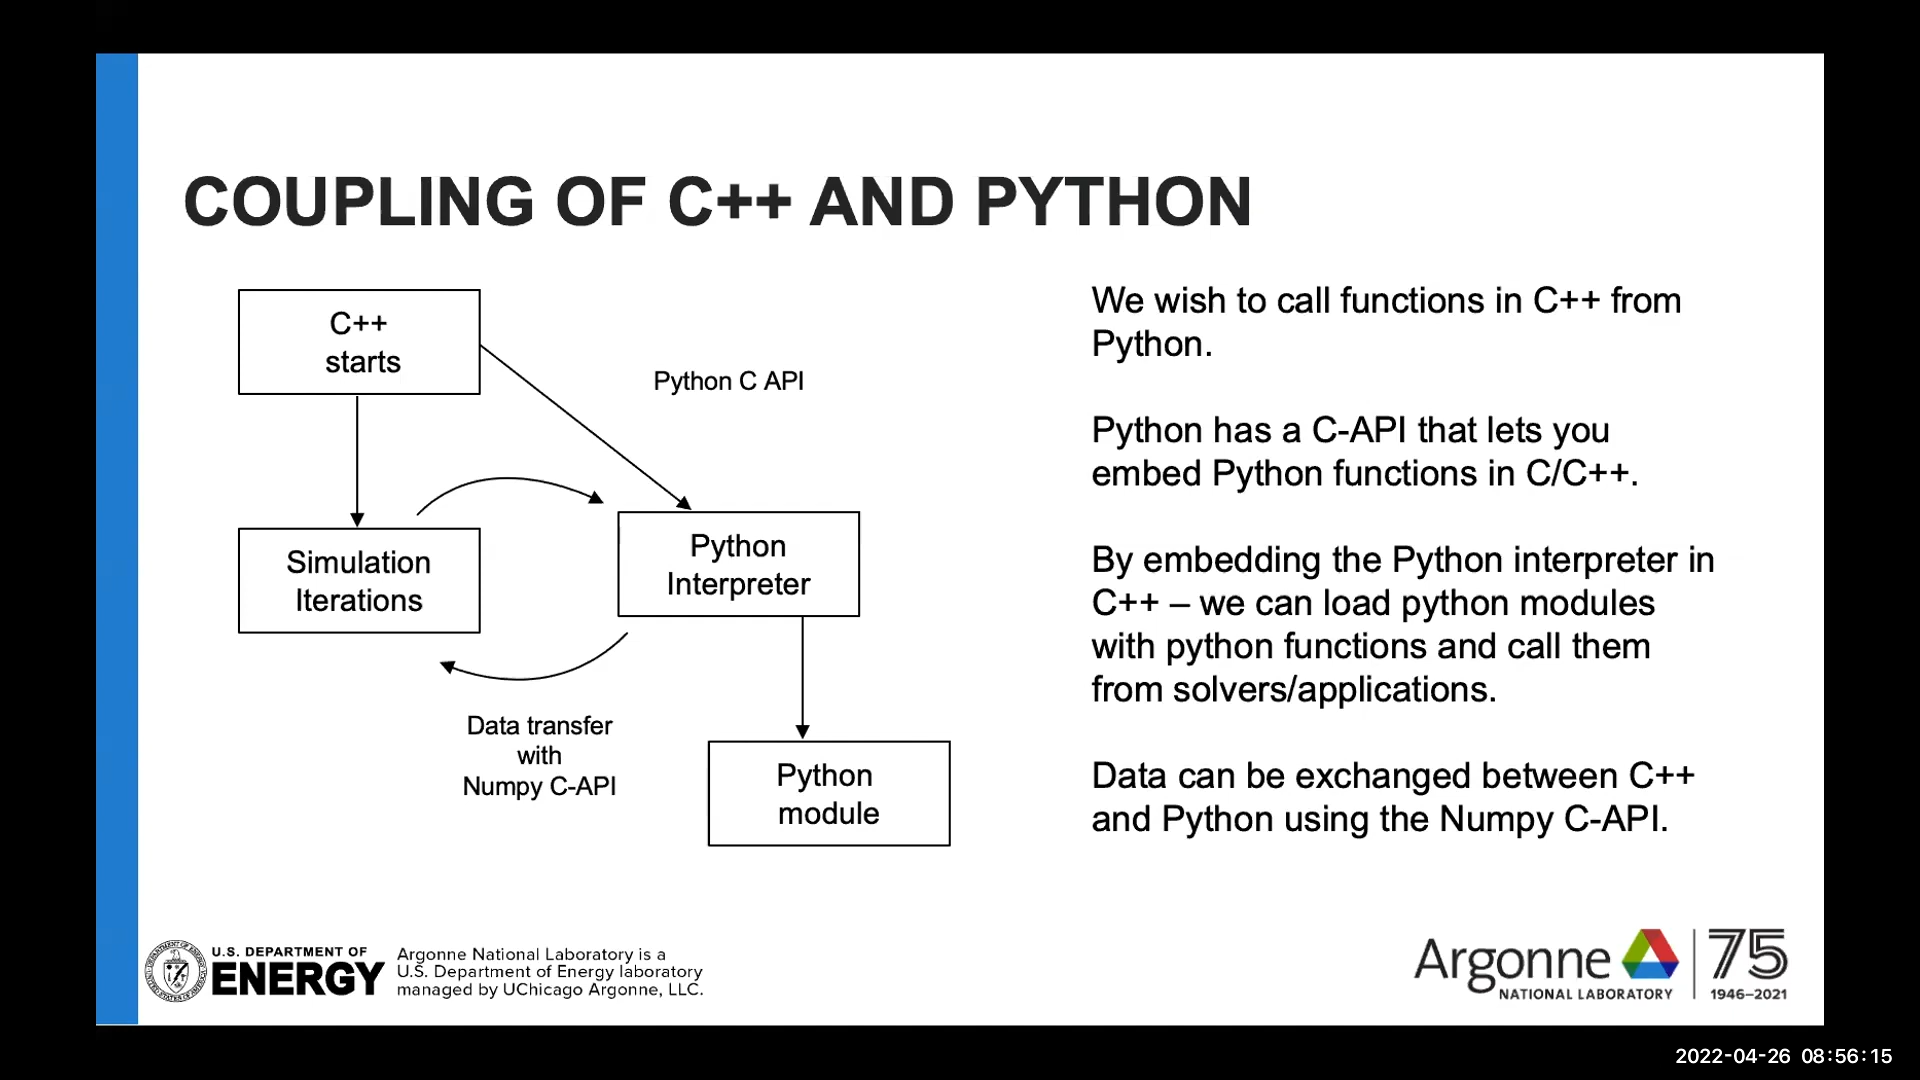 COUPLING OF C++ AND PYTHON
C++
starts
Python C API
Simulation
Iterations
Python
Interpreter
Data transfer
with
Numpy C-API
Python
module
We wish to call functions in C++ from
Python.
Python has a C-API that lets you
embed Python functions in C/C++.
By embedding the Python interpreter in
C++ – we can load python modules
with python functions and call them
from solvers/applications.
Data can be exchanged between C++
and Python using the Numpy C-API.
U.S. DEPARTMENT OF
ENERGY
Argonne National Laboratory is a
U.S. Department of Energy laboratory
managed by UChicago Argonne, LLC.
Argonne
NATIONAL LABORATORY
75
1946–2021
2022-04-26 08:56:15